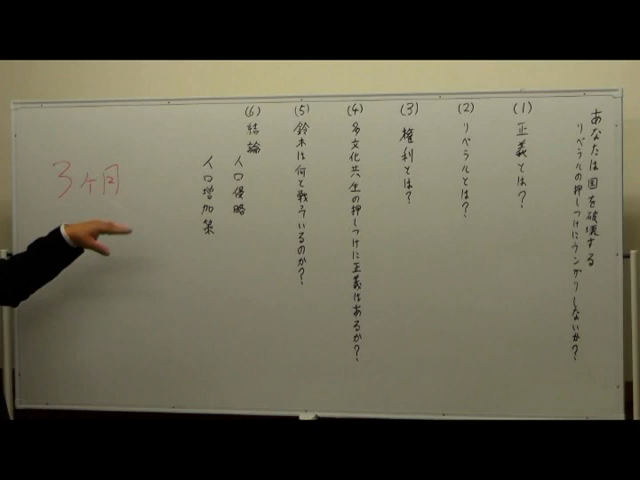 あなたは国を破壊する
リベラルの押しつけにウンザリしないか?
(1) 正義とは?
(2) リベラルとは?
(3) 権利とは?
(4) 多文化共生の押しつけに正義はあるか?
(5) 鈴木は何と戦ういるのか?
(6) 結論
人口侵略
人口増加策
3ヶ月